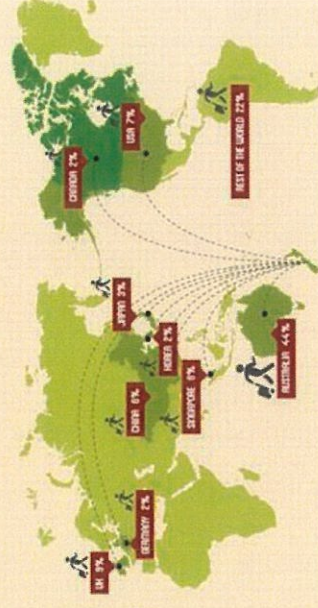 CANADA 2%
USA 7%
REST OF THE WORLD 22%
JAPAN 3%
KOREA 2%
CHINA 6%
SINGAPORE 8%
AUSTRALIA 44%
GERMANY 2%
UK 9%